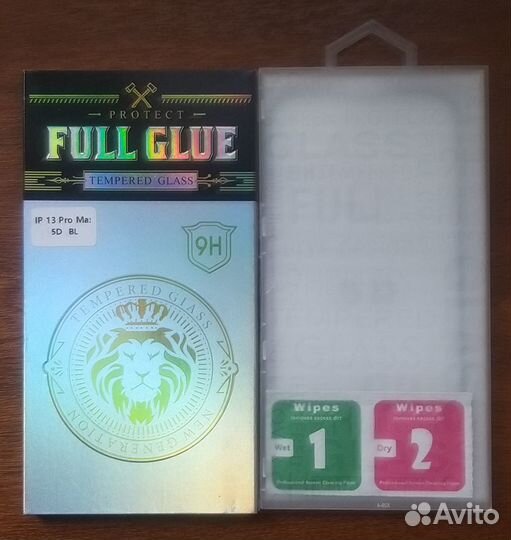 PROTECT
FULL GLUE
TEMPERED GLASS
IP 13 Pro Ma:
5D BL
9H
TEMPERED GLASS
NEW GENERATION
Wipes
Wet
1
Wipes
Dry
2
Avito